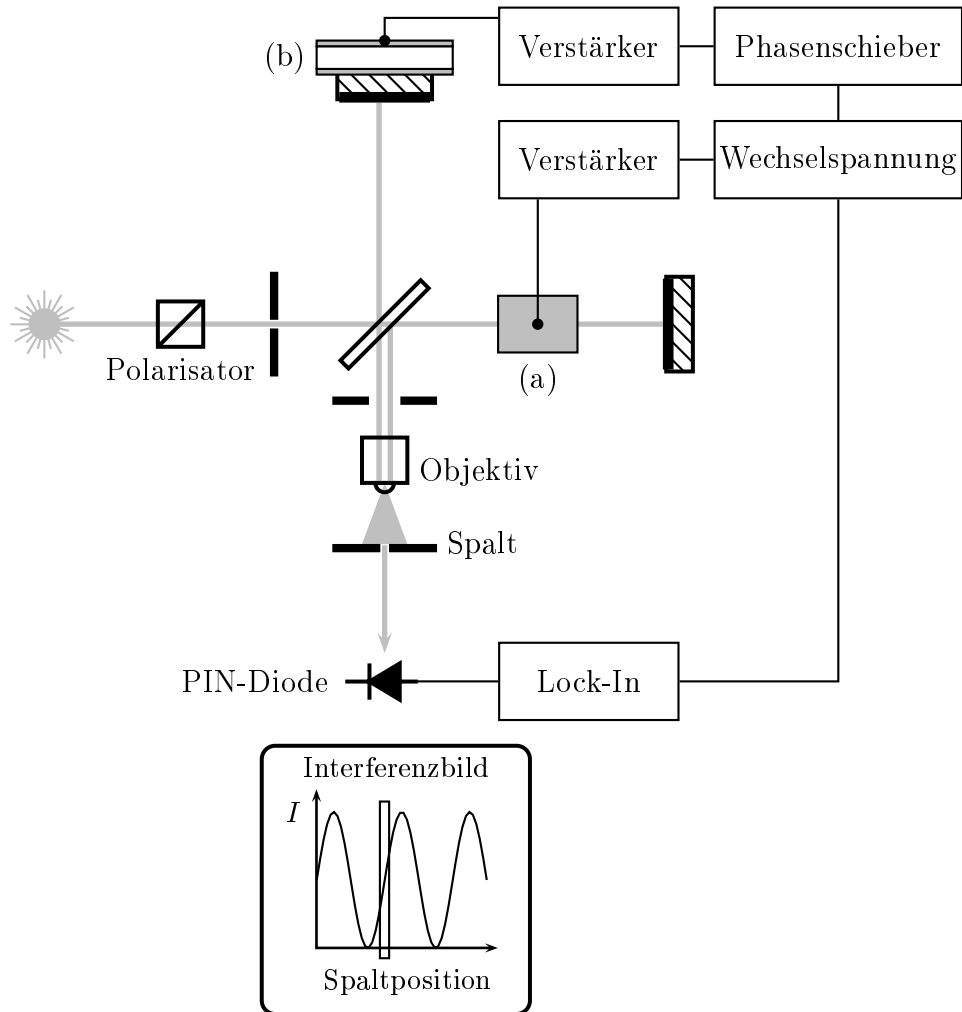 (b)
Verstärker
Phasenschieber
Verstärker
Wechselspannung
Polarisator
(a)
Objektiv
Spalt
PIN-Diode
Lock-In
Interferenzbild
I
Spaltposition